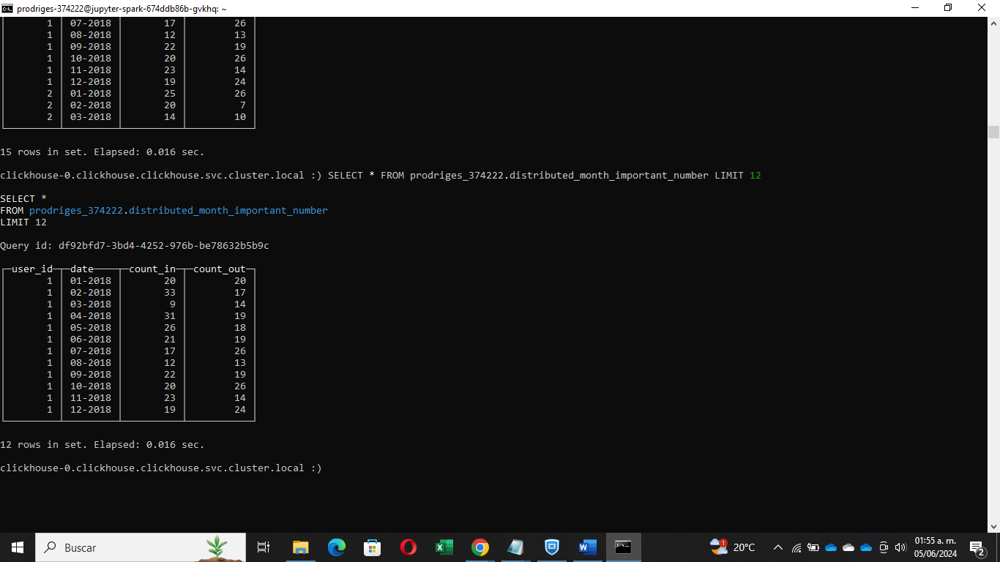 prodriges-374222@jupyter-spark-674ddb86b-gvkhq: ~
1 07-2018 17 26
1 08-2018 12 13
1 09-2018 22 19
1 10-2018 20 26
1 11-2018 23 14
1 12-2018 19 24
2 01-2018 25 26
2 02-2018 20 7
2 03-2018 14 10
15 rows in set. Elapsed: 0.016 sec.
clickhouse-0.clickhouse.clickhouse.svc.cluster.local :) SELECT * FROM prodriges_374222.distributed_month_important_number LIMIT 12
SELECT *
FROM prodriges_374222.distributed_month_important_number
LIMIT 12
Query id: df92bfd7-3bd4-4252-976b-be78632b5b9c
user_id date count_in count_out
1 01-2018 20 20
1 02-2018 33 17
1 03-2018 9 14
1 04-2018 31 19
1 05-2018 26 18
1 06-2018 21 19
1 07-2018 17 26
1 08-2018 12 13
1 09-2018 22 19
1 10-2018 20 26
1 11-2018 23 14
1 12-2018 19 24
12 rows in set. Elapsed: 0.016 sec.
clickhouse-0.clickhouse.clickhouse.svc.cluster.local :)
Buscar
1
20°C
01:55 a. m.
05/06/2024
2